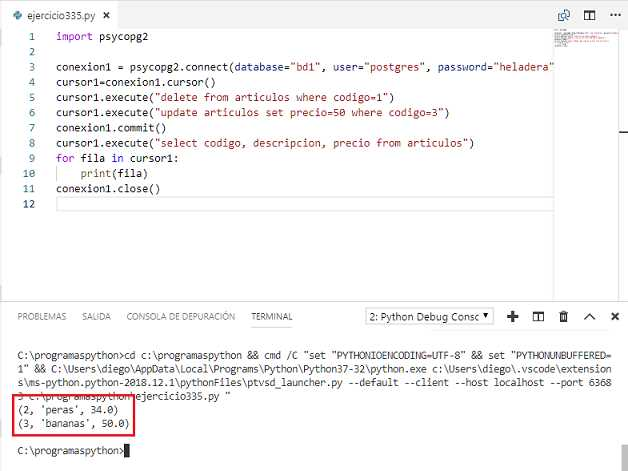 ejercicio335.py ×
1 import psycopg2
2
3 conexion1 = psycopg2.connect(database="bd1", user="postgres", password="heladera"
4 cursor1=conexion1.cursor()
5 cursor1.execute("delete from articulos where codigo=1")
6 cursor1.execute("update articulos set precio=50 where codigo=3")
7 conexion1.commit()
8 cursor1.execute("select codigo, descripcion, precio from articulos")
9 for fila in cursor1:
10 print(fila)
11 conexion1.close()
12
PROBLEMAS SALIDA CONSOLA DE DEPURACIÓN TERMINAL 2: Python Debug Consc
C:\programaspython>cd c:\programaspython && cmd /C "set "PYTHONIOENCODING=UTF-8" && set "PYTHONUNBUFFERED=
1" && C:\Users\diego\AppData\Local\Programs\Python\Python37-32\python.exe c:\Users\diego\.vscode\extension
s\ms-python.python-2018.12.1\pythonFiles\ptvsd_launcher.py --default --client --host localhost --port 6368
3 c:\programaspython\ejercicio335.py "
(2, 'peras', 34.0)
(3, 'bananas', 50.0)
C:\programaspython>